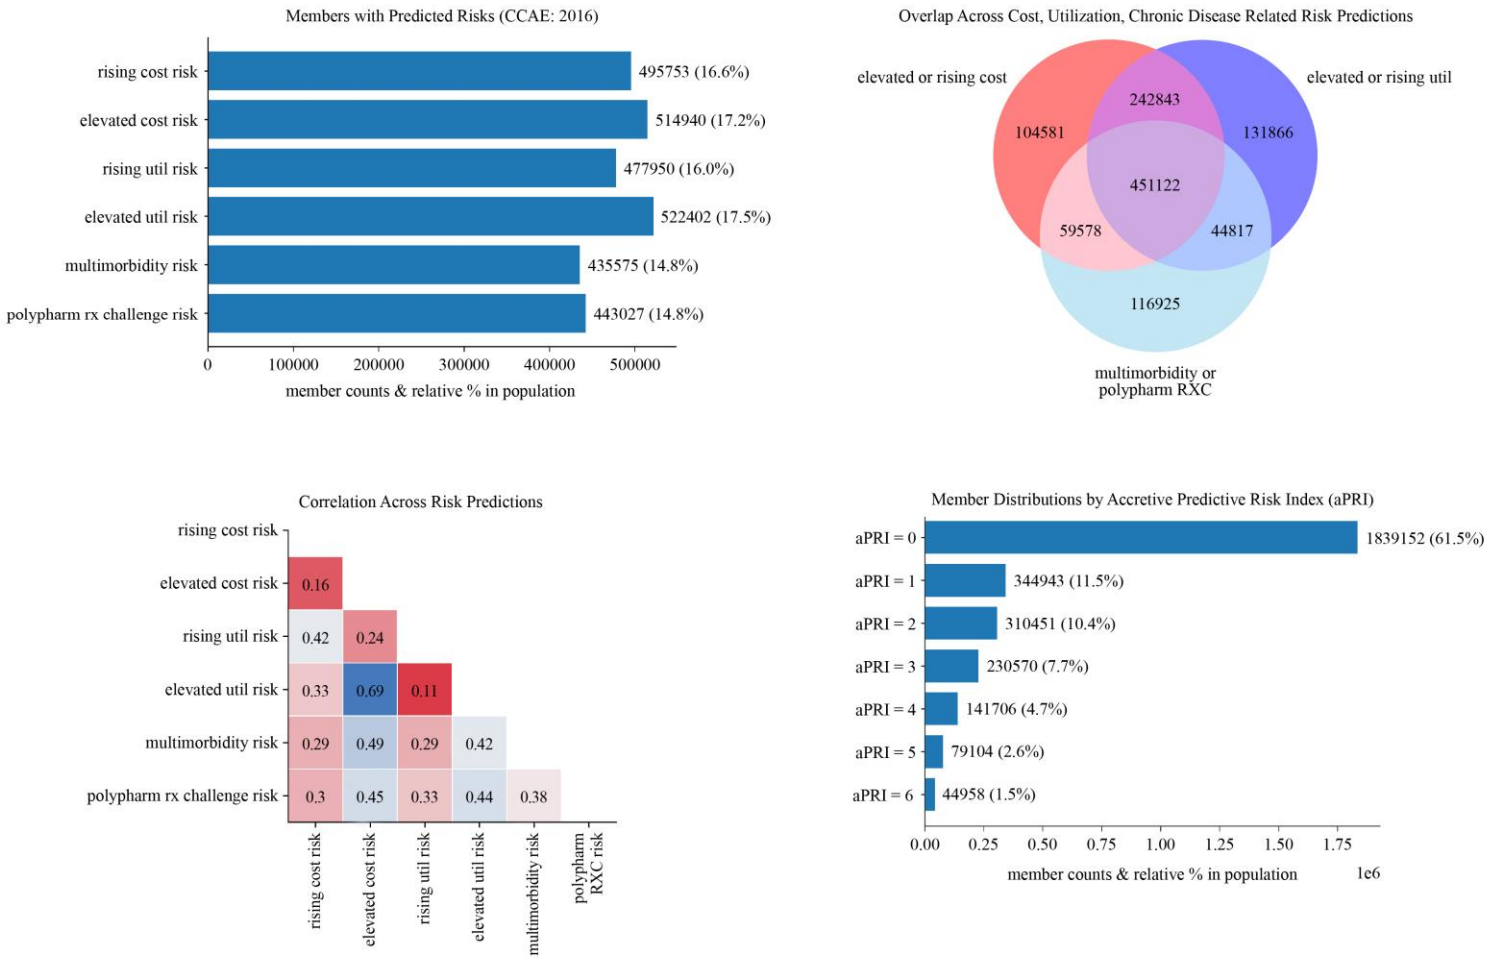 Members with Predicted Risks (CCAE: 2016)
rising cost risk
495753 (16.6%)
elevated cost risk
514940 (17.2%)
rising util risk
477950 (16.0%)
elevated util risk
522402 (17.5%)
multimorbidity risk
435575 (14.8%)
polypharm rx challenge risk
443027 (14.8%)
0 100000 200000 300000 400000 500000
member counts & relative % in population
Overlap Across Cost, Utilization, Chronic Disease Related Risk Predictions
elevated or rising cost
elevated or rising util
242843
104581
131866
451122
59578
44817
116925
multimorbidity or
polypharm RXC
Correlation Across Risk Predictions
rising cost risk
elevated cost risk
0.16
rising util risk
0.42 0.24
elevated util risk
0.33 0.69 0.11
multimorbidity risk
0.29 0.49 0.29 0.42
polypharm rx challenge risk
0.3 0.45 0.33 0.44 0.38
rising cost risk
elevated cost risk
rising util risk
elevated util risk
multimorbidity risk
polypharm
RXC risk
Member Distributions by Accretive Predictive Risk Index (aPRI)
aPRI = 0
1839152 (61.5%)
aPRI = 1
344943 (11.5%)
aPRI = 2
310451 (10.4%)
aPRI = 3
230570 (7.7%)
aPRI = 4
141706 (4.7%)
aPRI = 5
79104 (2.6%)
aPRI = 6
44958 (1.5%)
0.00 0.25 0.50 0.75 1.00 1.25 1.50 1.75
member counts & relative % in population
1e6